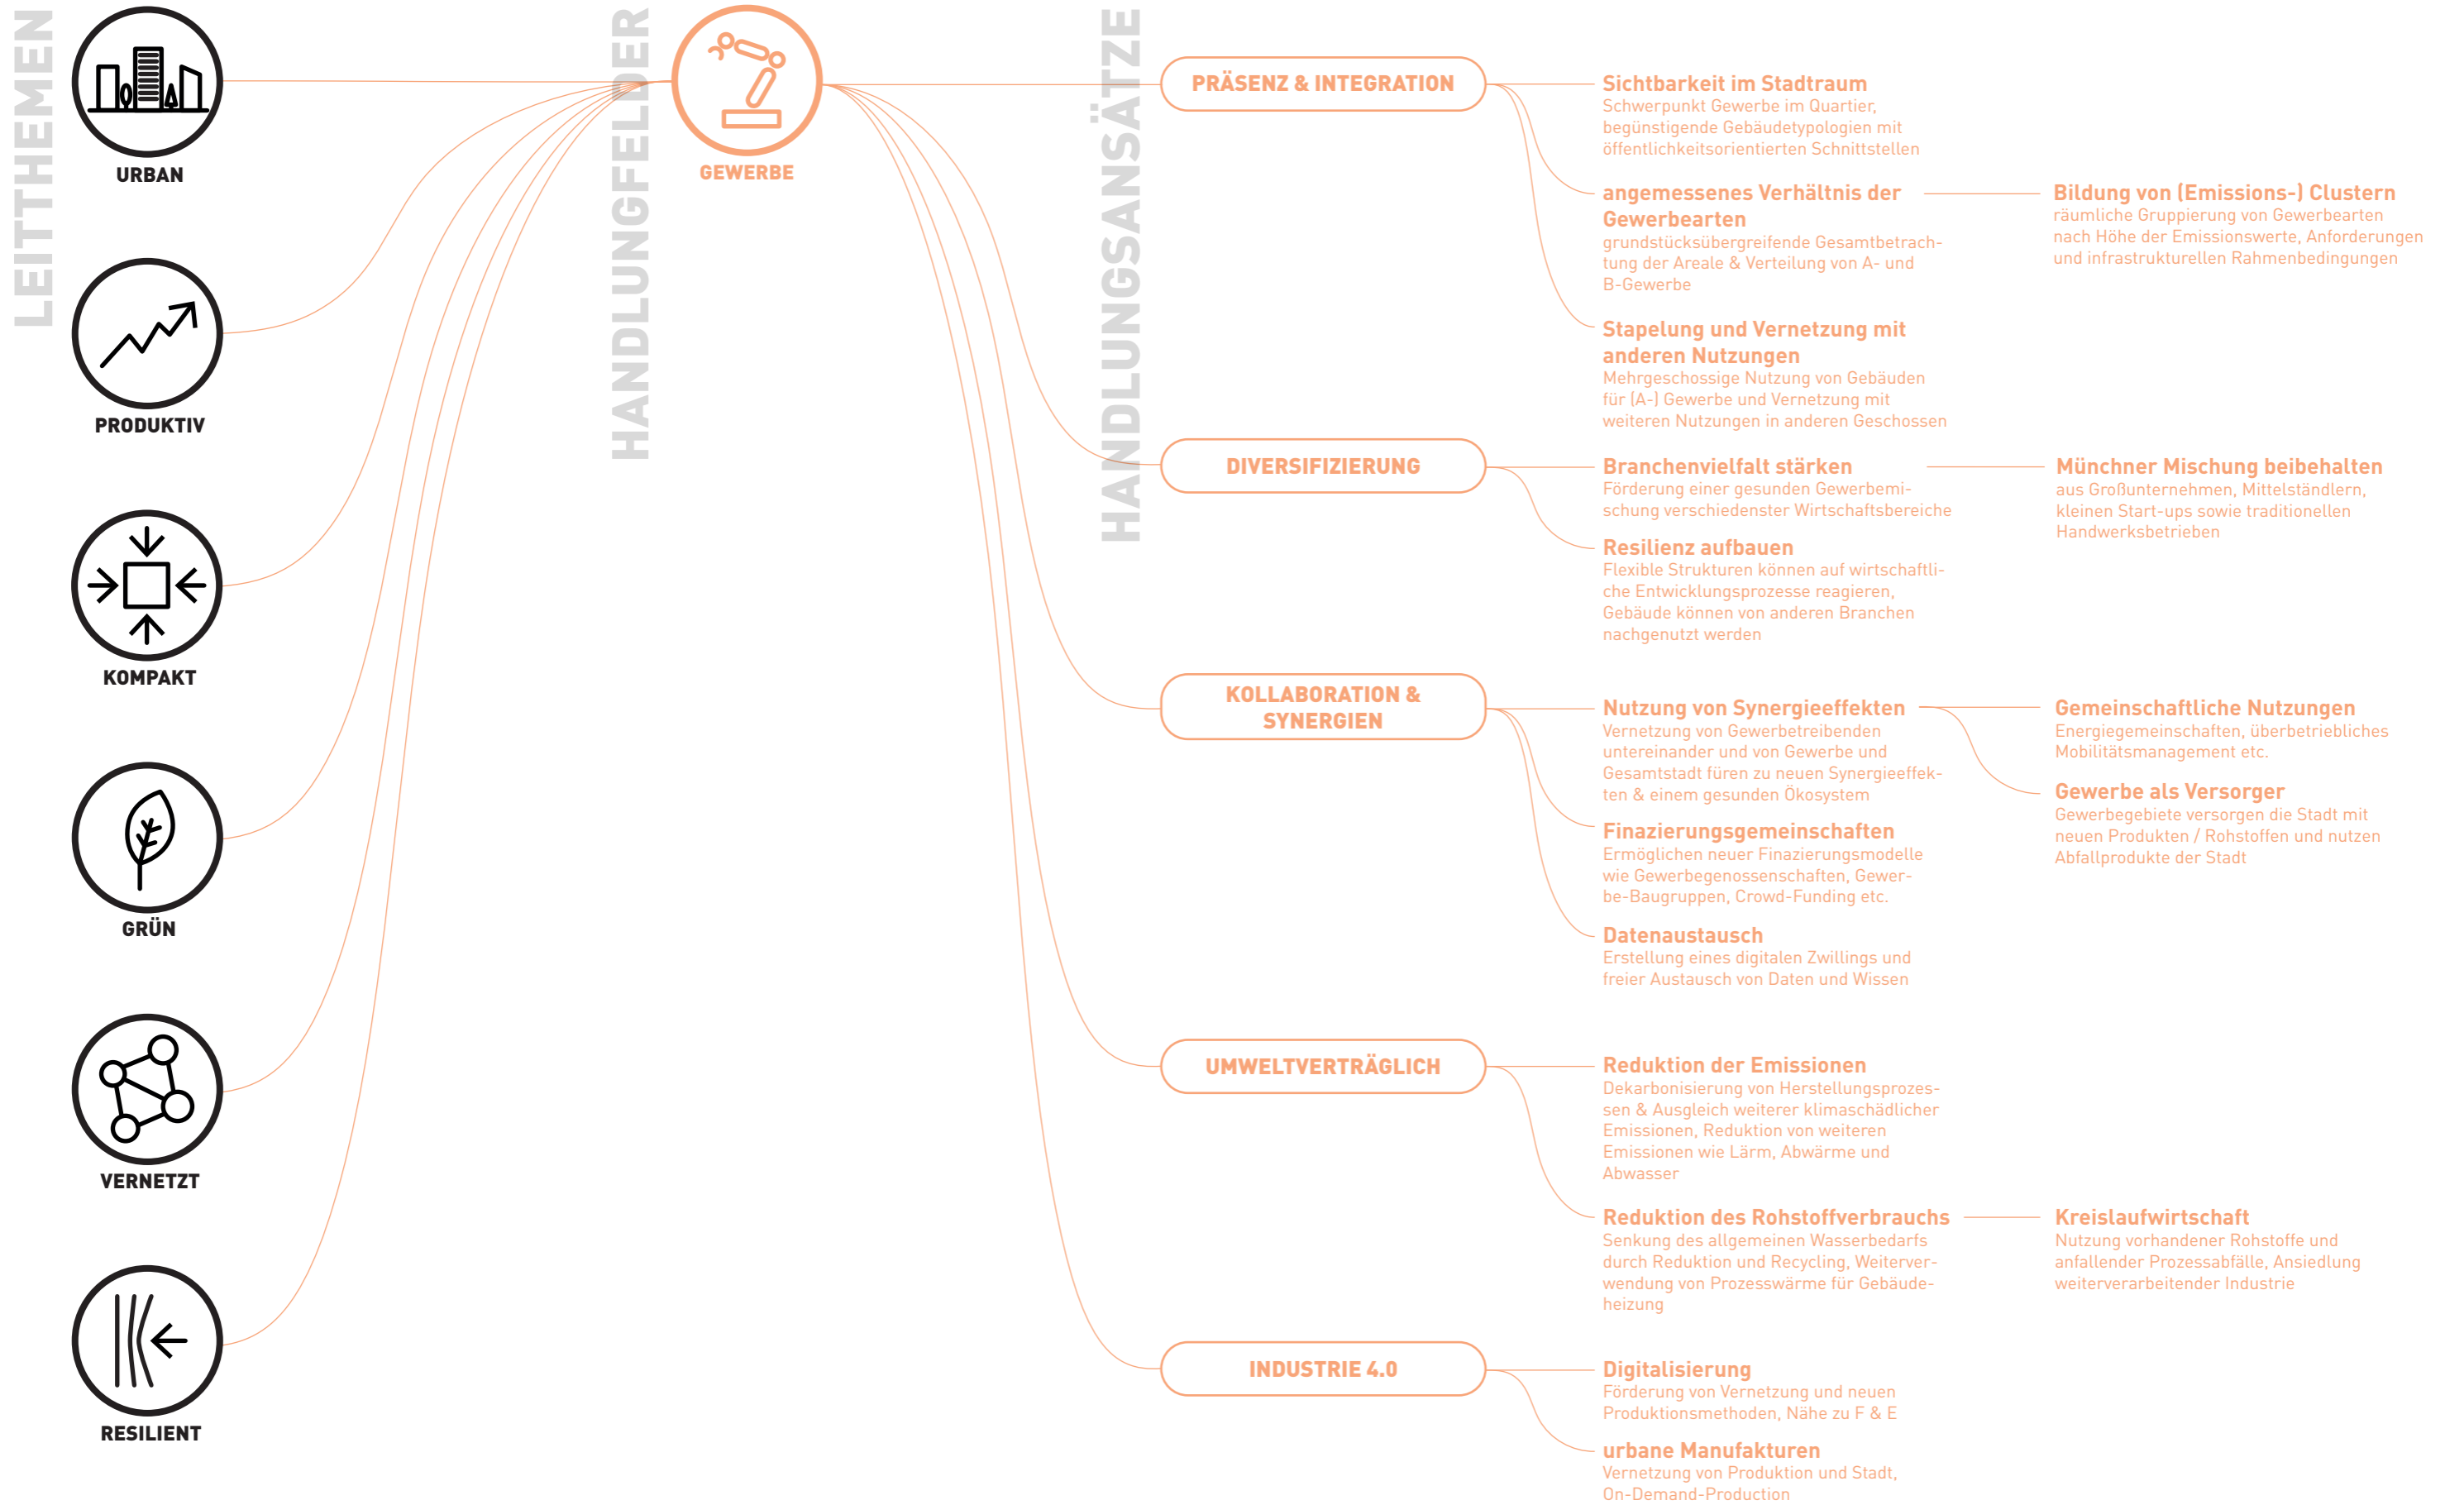 LEITTHEMEN
URBAN
PRODUKTIV
KOMPAKT
GRÜN
VERNETZT
RESILIENT
HANDLUNGFELDER
GEWERBE
HANDLUNGSANSÄTZE
PRÄSENZ & INTEGRATION
Sichtbarkeit im Stadtraum
Schwerpunkt Gewerbe im Quartier,
begünstigende Gebäudetypologien mit
öffentlichkeitsorientierten Schnittstellen
angemessenes Verhältnis der
Gewerbearten
grundstücksübergreifende Gesamtbetrach-
tung der Areale & Verteilung von A- und
B-Gewerbe
Bildung von (Emissions-) Clustern
räumliche Gruppierung von Gewerbearten
nach Höhe der Emissionswerte, Anforderungen
und infrastrukturellen Rahmenbedingungen
Stapelung und Vernetzung mit
anderen Nutzungen
Mehrgeschossige Nutzung von Gebäuden
für (A-) Gewerbe und Vernetzung mit
weiteren Nutzungen in anderen Geschossen
DIVERSIFIZIERUNG
Branchenvielfalt stärken
Förderung einer gesunden Gewerbemi-
schung verschiedenster Wirtschaftsbereiche
Münchner Mischung beibehalten
aus Großunternehmen, Mittelständlern,
kleinen Start-ups sowie traditionellen
Handwerksbetrieben
Resilienz aufbauen
Flexible Strukturen können auf wirtschaftli-
che Entwicklungsprozesse reagieren,
Gebäude können von anderen Branchen
nachgenutzt werden
KOLLABORATION &
SYNERGIEN
Nutzung von Synergieeffekten
Vernetzung von Gewerbetreibenden
untereinander und von Gewerbe und
Gesamtstadt füren zu neuen Synergieeffek-
ten & einem gesunden Ökosystem
Gemeinschaftliche Nutzungen
Energiegemeinschaften, überbetriebliches
Mobilitätsmanagement etc.
Gewerbe als Versorger
Gewerbegebiete versorgen die Stadt mit
neuen Produkten / Rohstoffen und nutzen
Abfallprodukte der Stadt
Finazierungsgemeinschaften
Ermöglichen neuer Finazierungsmodelle
wie Gewerbegenossenschaften, Gewer-
be-Baugruppen, Crowd-Funding etc.
Datenaustausch
Erstellung eines digitalen Zwillings und
freier Austausch von Daten und Wissen
UMWELTVERTRÄGLICH
Reduktion der Emissionen
Dekarbonisierung von Herstellungsprozes-
sen & Ausgleich weiterer klimaschädlicher
Emissionen, Reduktion von weiteren
Emissionen wie Lärm, Abwärme und
Abwasser
Reduktion des Rohstoffverbrauchs
Senkung des allgemeinen Wasserbedarfs
durch Reduktion und Recycling, Weiterver-
wendung von Prozesswärme für Gebäude-
heizung
Kreislaufwirtschaft
Nutzung vorhandener Rohstoffe und
anfallender Prozessabfälle, Ansiedlung
weiterverarbeitender Industrie
INDUSTRIE 4.0
Digitalisierung
Förderung von Vernetzung und neuen
Produktionsmethoden, Nähe zu F & E
urbane Manufakturen
Vernetzung von Produktion und Stadt,
On-Demand-Production